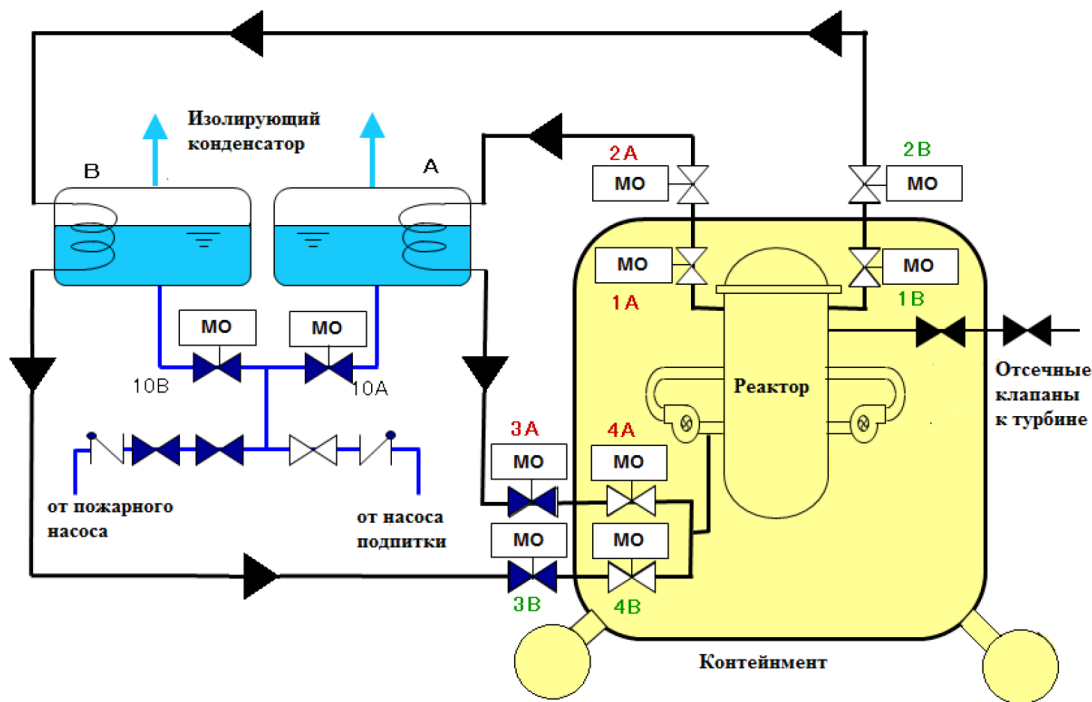 Изолирующий
конденсатор
B
A
2A
2B
MO
MO
MO
MO
1A
1B
MO
MO
10B
10A
Реактор
Отсечные
клапаны
к турбине
3A
4A
MO
MO
от пожарного
насоса
от насоса
подпитки
MO
MO
3B
4B
Контейнмент